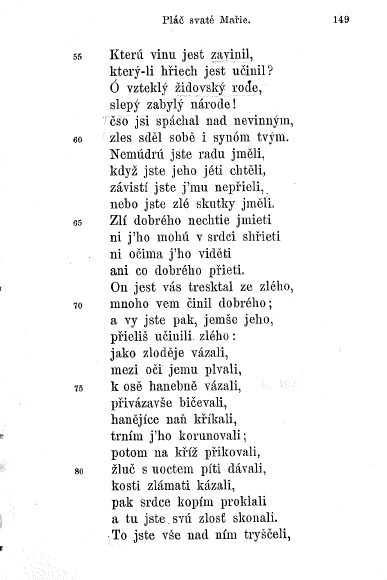 Pláč svaté Mařie. 149
55 Kterú vinu jest zavinil,
který-li hřiech jest učinil?
Ó vzteklý židovský rode,
slepý zabylý národe!
čso jsi spáchal nad nevinným,
60 zles sděl sobě i synóm tvým.
Nemúdrú jste radu jměli,
když jste jeho jéti chtěli,
závistí jste j'mu nepřieli,
nebo jste zlé skutky jměli.
65 Zlí dobrého nechtie jmieti
ni j'ho mohú v srdci shřieti
ni očima j'ho viděti
ani co dobrého přieti.
On jest vás tresktal ze zlého,
70 mnoho vem činil dobrého;
a vy jste pak, jemše jeho,
přieliš učinili zlého:
jako zloděje vázali,
mezi oči jemu plvali,
75 k osě hanebně vázali,
přivázavše bičevali,
hanějíce naň kříkali,
trním j'ho korunovali;
potom na kříž přikovali,
80 žluč s uoctem píti dávali,
kosti zlámati kázali,
pak srdce kopím proklali
a tu jste svú zlosť skonali.
To jste vše nad ním tryščeli,